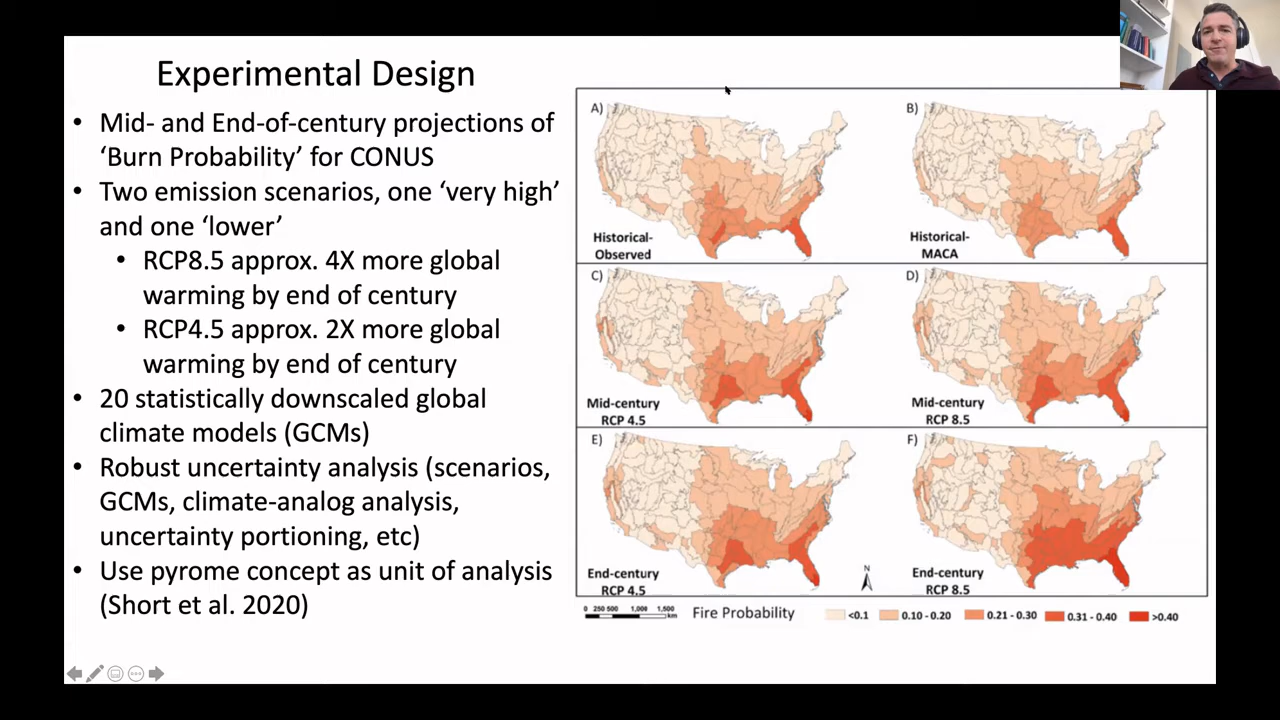 Experimental Design
• Mid- and End-of-century projections of
‘Burn Probability’ for CONUS
• Two emission scenarios, one ‘very high’
and one ‘lower’
• RCP8.5 approx. 4X more global
warming by end of century
• RCP4.5 approx. 2X more global
warming by end of century
• 20 statistically downscaled global
climate models (GCMs)
• Robust uncertainty analysis (scenarios,
GCMs, climate-analog analysis,
uncertainty portioning, etc)
• Use pyrome concept as unit of analysis
(Short et al. 2020)
A)
Historical-
Observed
B)
Historical-
MACA
C)
Mid-century
RCP 4.5
D)
Mid-century
RCP 8.5
E)
End-century
RCP 4.5
N
F)
End-century
RCP 8.5
0 250 500 1,000 1,500
km
Fire Probability
<0.1
0.10 - 0.20
0.21 - 0.30
0.31 - 0.40
>0.40